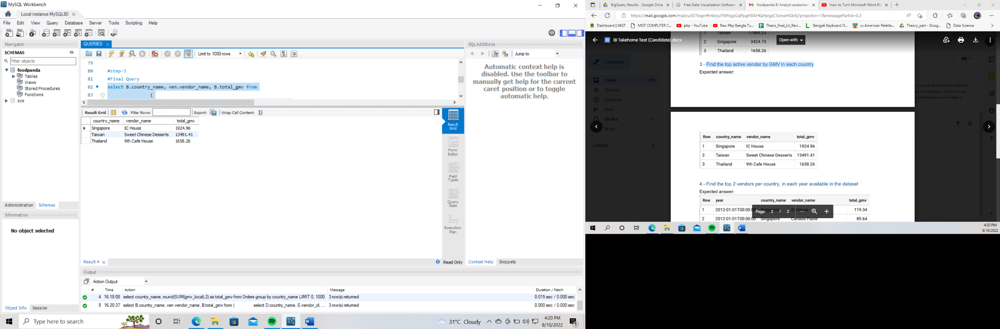 MySQL Workbench
Local instance MySQL80
File Edit View Query Database Server Tools Scripting Help
Navigator
SCHEMAS
Filter objects
foodpanda
Tables
Views
Stored Procedures
Functions
sys
Administration Schemas
Information
No object selected
Object Info Session
QUERIES
Limit to 1000 rows
79
80 #step-3
81 #Final Query
82 select B.country_name, ven.vendor_name, B.total_gmv from
83 (
Result Grid Filter Rows: Export: Wrap Cell Content:
country_name vendor_name total_gmv
Singapore IC House 1924.96
Taiwan Sweet Chinese Desserts 13491.41
Thailand 9th Cafe House 1658.26
Result Grid
Form Editor
Field Types
Query Stats
Execution Plan
Result 4
Read Only
SQLAdditions
Jump to
Automatic context help is
disabled. Use the toolbar to
manually get help for the current
caret position or to toggle
automatic help.
Context Help Snippets
Output
Action Output
# Time Action Message Duration / Fetch
4 16:18:08 select country_name, round(SUM(gmv_local),2) as total_gmv from Orders group by country_name LIMIT 0, 1000 3 row(s) returned 0.015 sec / 0.000 sec
5 16:20:37 select B.country_name, ven.vendor_name, B.total_gmv from ( select D.country_name, E.vendor_id, ... 3 row(s) returned 0.000 sec / 0.000 sec
Type here to search
31°C Cloudy
4:20 PM
8/10/2022
1
BigQuery Results - Google Drive
Free Data Visualization Software
foodpanda BI Analyst assessmen
How to Turn Microsoft Word Bla
https://mail.google.com/mail/u/0/?login#inbox/FMfcgzGqPpgHXKHKphjrgzCVznwHGbKj?projector=1&messagePartId=0.3
Dashboard | MIST MIST COMPUTER C... php - YouTube Raw Php Bangla Tu... Thesis_final_Lit_Revi... Bengali Keyboard O... us American Palette... Theory_part - Goog... Data Science
BI Takehome Test (Candidate).docx
Open with
Compose
Inbox 225
Starred
Snoozed
Sent
Drafts 40
More
Labels
1 Taiwan 17889.23
2 Singapore 3424.75
3 Thailand 1658.26
3 - Find the top active vendor by GMV in each country
Expected answer:
Row country_name vendor_name total_gmv
1 Singapore IC House 1924.96
2 Taiwan Sweet Chinese Desserts 13491.41
3 Thailand 9th Cafe House 1658.26
4 - Find the top 2 vendors per country, in each year available in the dataset
Expected answer:
Row year country_name vendor_name total_gmv
1 2012-01-01T00:00:00 Singapore IC House 119.34
2 2012-01-01T00:00:00 Singapore Canada Paste 89.64
Page 2 / 2
4:20 PM
8/10/2022